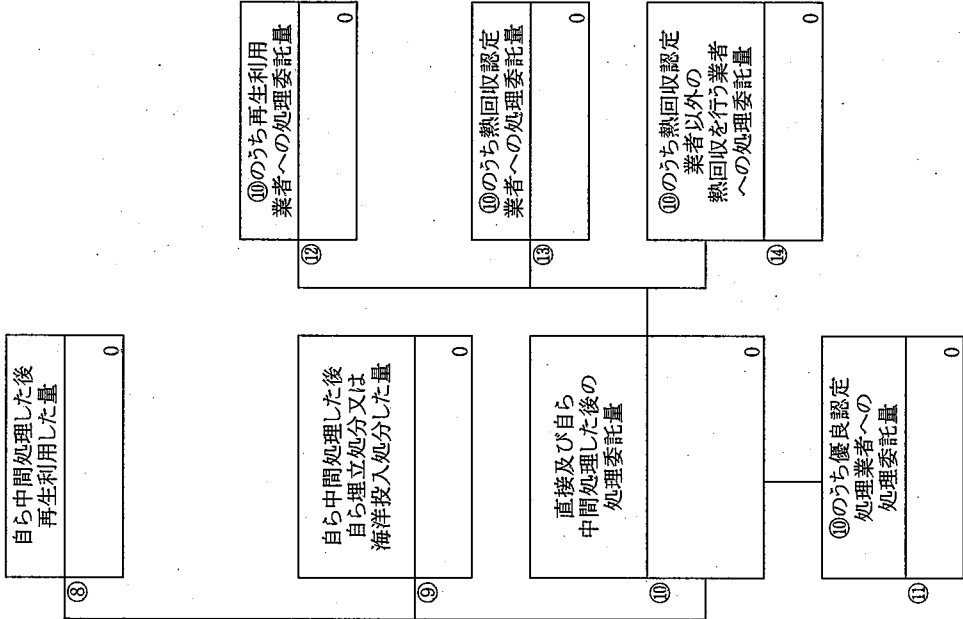 ⑧
自ら中間処理した後
再生利用した量
0
⑨
自ら中間処理した後
自ら埋立処分又は
海洋投入処分した量
0
⑩
直接及び自ら
中間処理した後の
処理委託量
0
⑪
⑩のうち優良認定
処理業者への
処理委託量
0
⑫
⑩のうち再生利用
業者への処理委託量
0
⑬
⑩のうち熱回収認定
業者への処理委託量
0
⑭
⑩のうち熱回収認定
業者以外の
熱回収を行う業者
への処理委託量
0